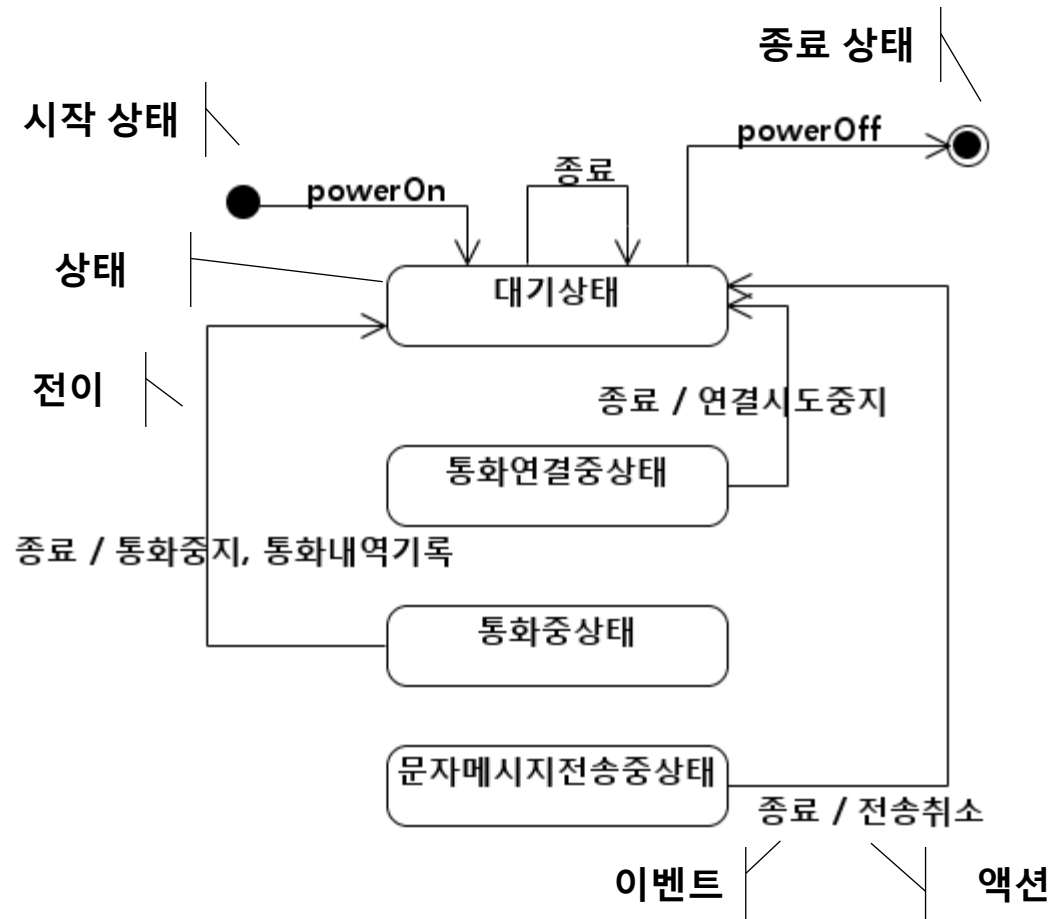 종료 상태
시작 상태
powerOff
종료
powerOn
상태
대기상태
전이
종료 / 연결시도중지
통화연결중상태
종료 / 통화중지, 통화내역기록
통화중상태
문자메시지전송중상태
종료 / 전송취소
이벤트
액션